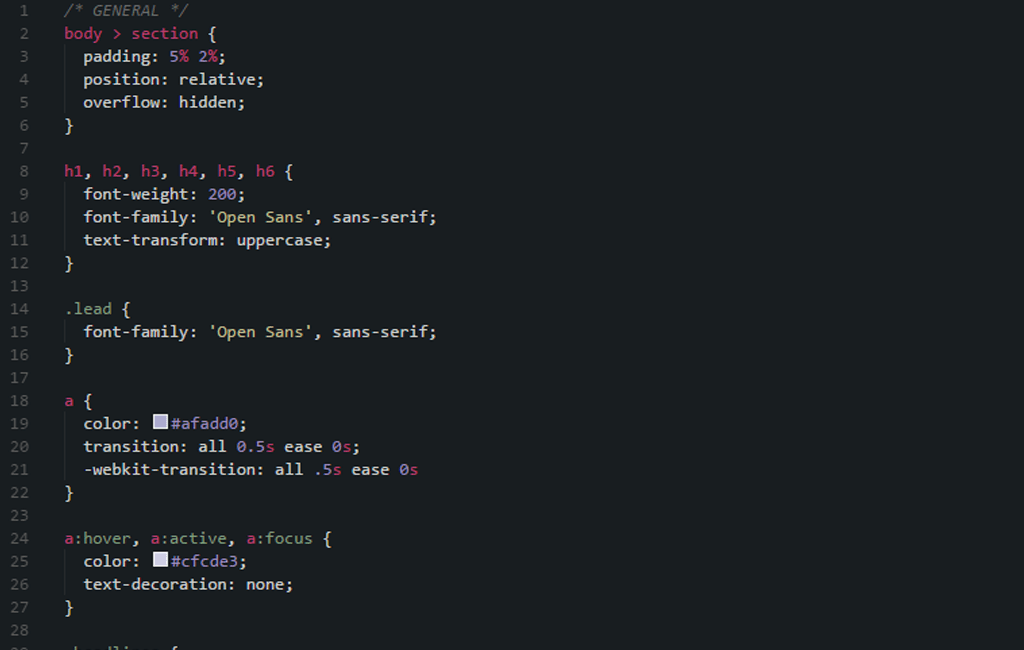 1 /* GENERAL */
2 body > section {
3 padding: 5% 2%;
4 position: relative;
5 overflow: hidden;
6 }
7
8 h1, h2, h3, h4, h5, h6 {
9 font-weight: 200;
10 font-family: 'Open Sans', sans-serif;
11 text-transform: uppercase;
12 }
13
14 .lead {
15 font-family: 'Open Sans', sans-serif;
16 }
17
18 a {
19 color: #afadd0;
20 transition: all 0.5s ease 0s;
21 -webkit-transition: all .5s ease 0s
22 }
23
24 a:hover, a:active, a:focus {
25 color: #cfcde3;
26 text-decoration: none;
27 }
28